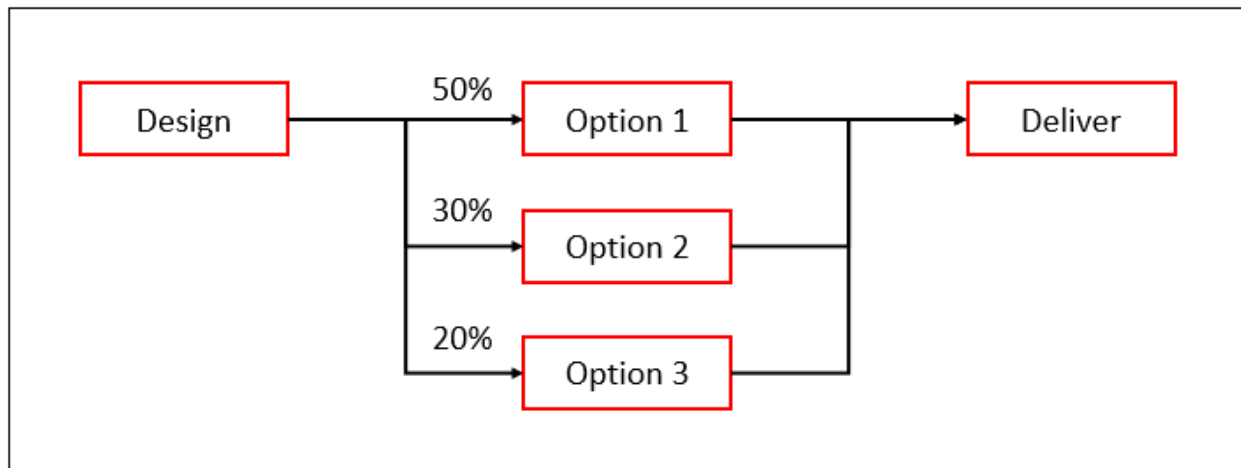 50%
Design
Option 1
Deliver
30%
Option 2
20%
Option 3